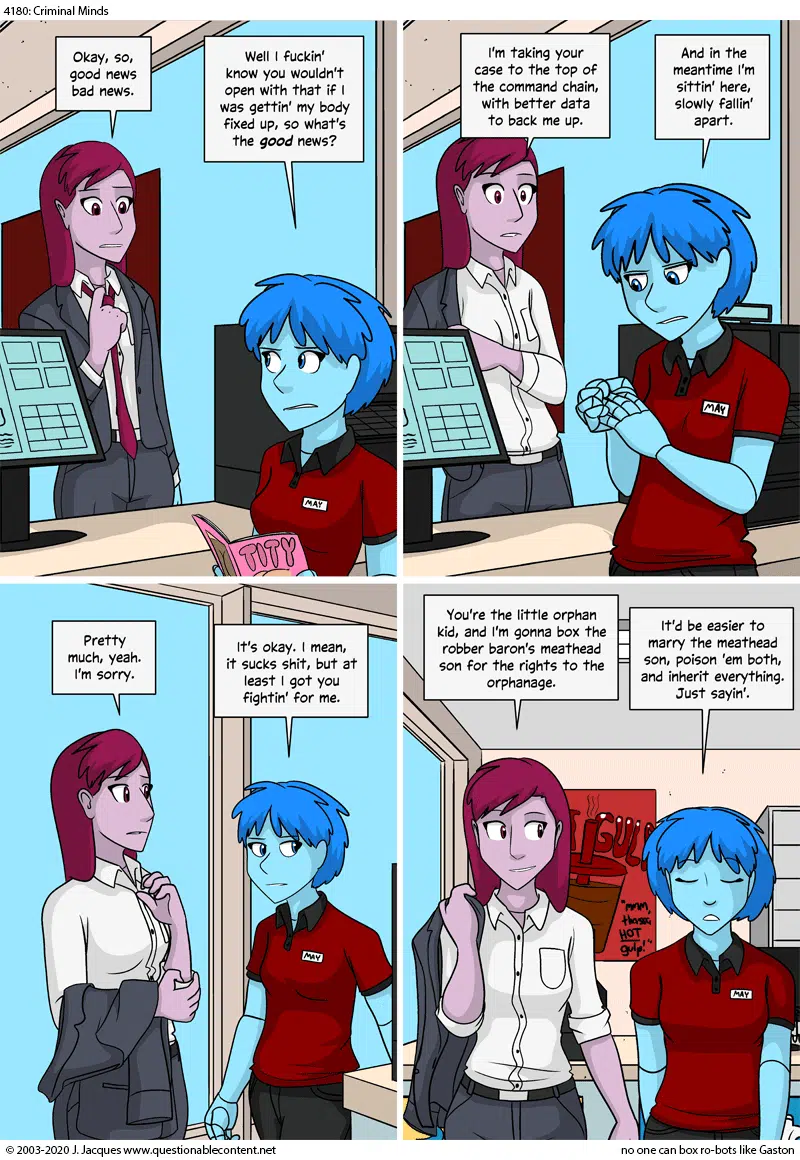 4180: Criminal Minds
Okay, so,
good news
bad news.
Well I fuckin'
know you wouldn't
open with that if I
was gettin' my body
fixed up, so what's
the good news?
MAY
TITY
I'm taking your
case to the top of
the command chain,
with better data
to back me up.
And in the
meantime I'm
sittin' here,
slowly fallin'
apart.
MAY
Pretty
much, yeah.
I'm sorry.
It's okay. I mean,
it sucks shit, but at
least I got you
fightin' for me.
MAY
You're the little orphan
kid, and I'm gonna box the
robber baron's meathead
son for the rights to the
orphanage.
It'd be easier to
marry the meathead
son, poison 'em both,
and inherit everything.
Just sayin'.
GUL
"mmm,
thassa
HOT
gulp!"
MAY
© 2003-2020 J. Jacques www.questionablecontent.net
no one can box ro-bots like Gaston